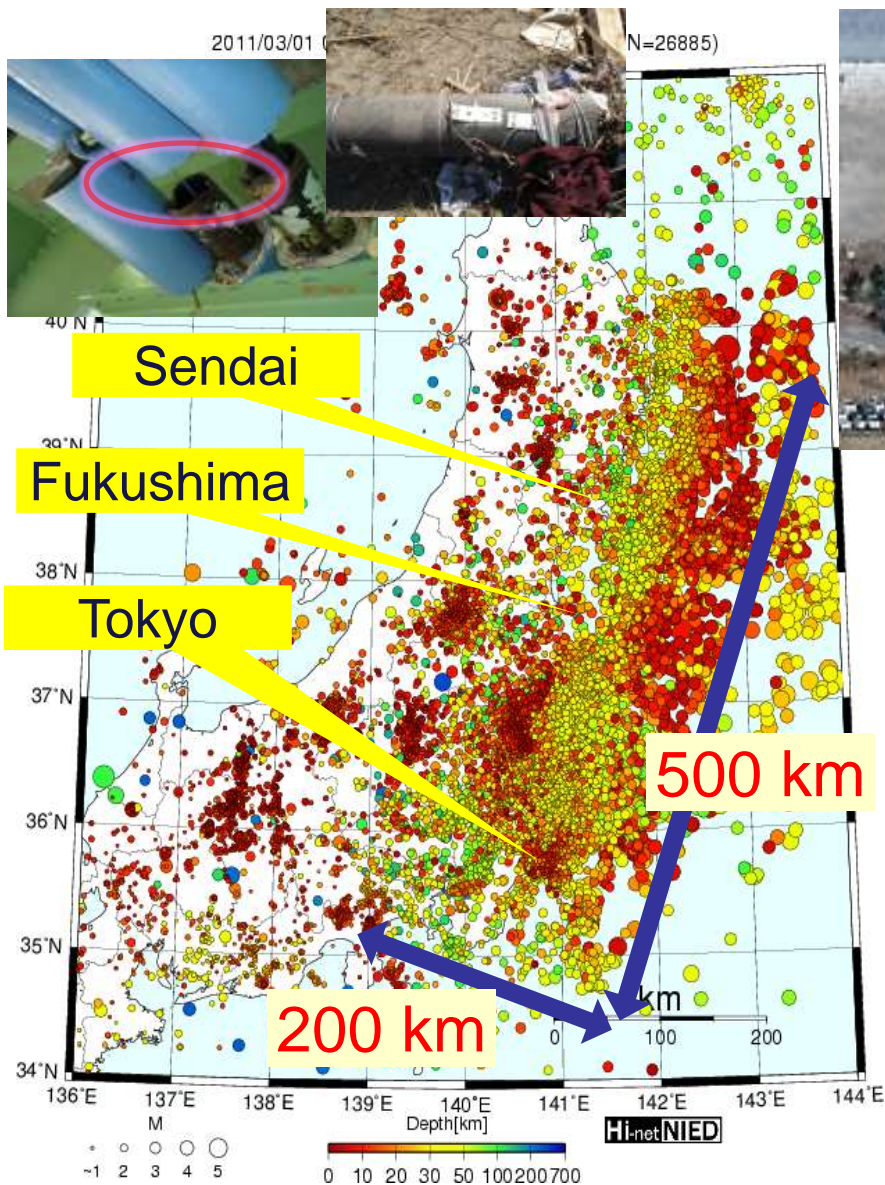 2011/03/01 0
N=26885)
40 N
Sendai
39°N
Fukushima
38°N
Tokyo
37°N
500 km
36°N
35°N
km
200 km
0 100 200
34°N
136°E 137°E 138°E 139°E 140°E 141°E 142°E 143°E 144°E
M
Depth[km]
Hi-net NIED
~1 2 3 4 5
0 10 20 30 50 100 200 700